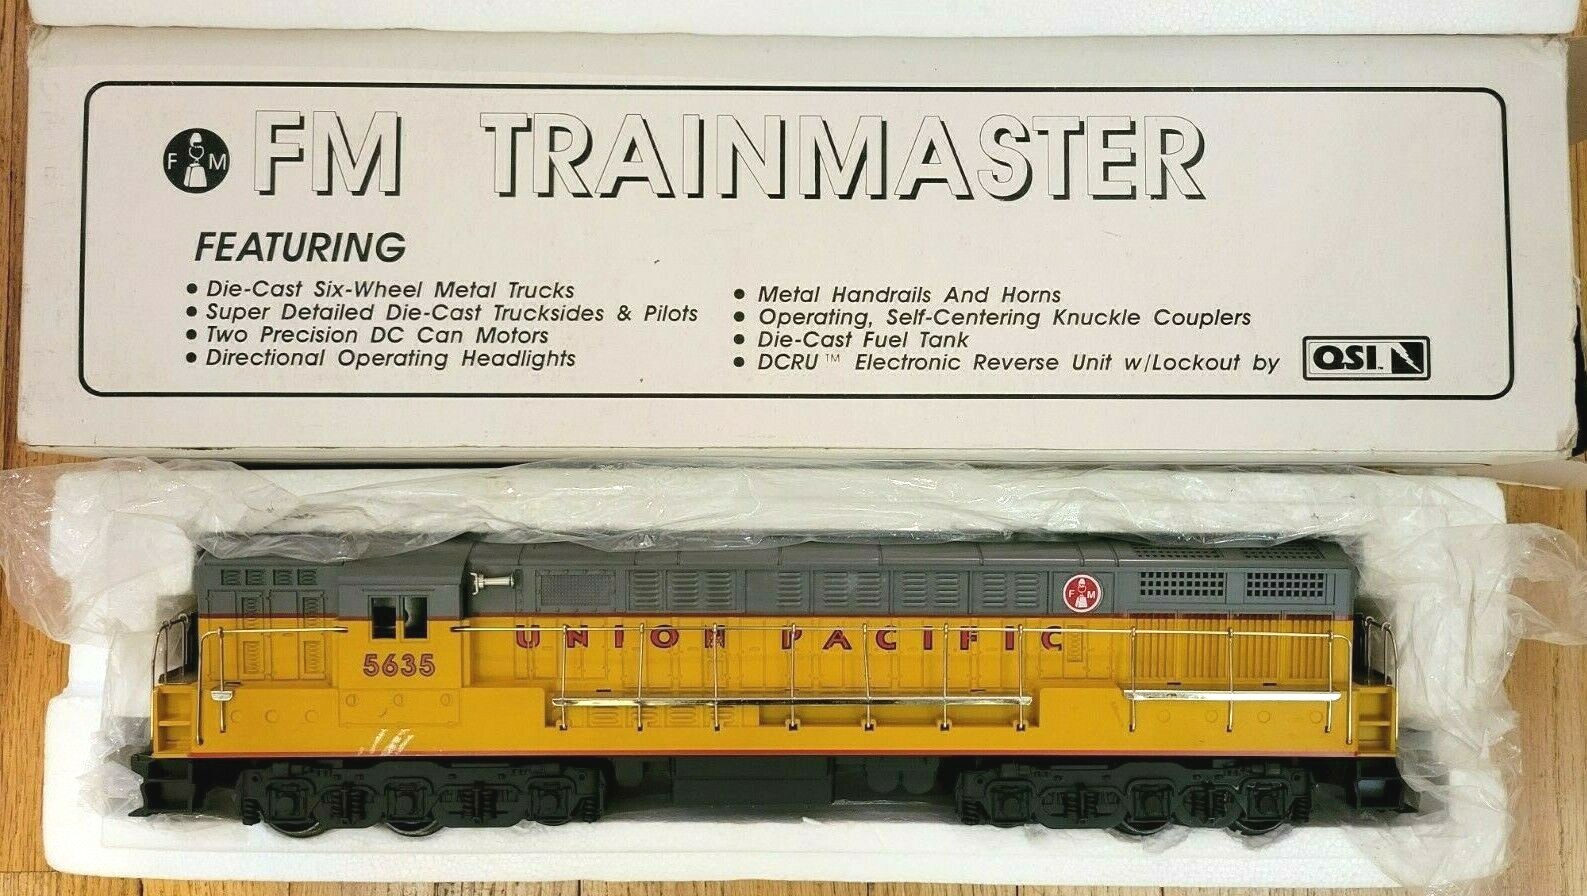 F M FM TRAINMASTER
FEATURING
• Die-Cast Six-Wheel Metal Trucks
• Super Detailed Die-Cast Trucksides & Pilots
• Two Precision DC Can Motors
• Directional Operating Headlights
• Metal Handrails And Horns
• Operating, Self-Centering Knuckle Couplers
• Die-Cast Fuel Tank
• DCRU™ Electronic Reverse Unit w/Lockout by QSI™
F M
UNION PACIFIC
5635